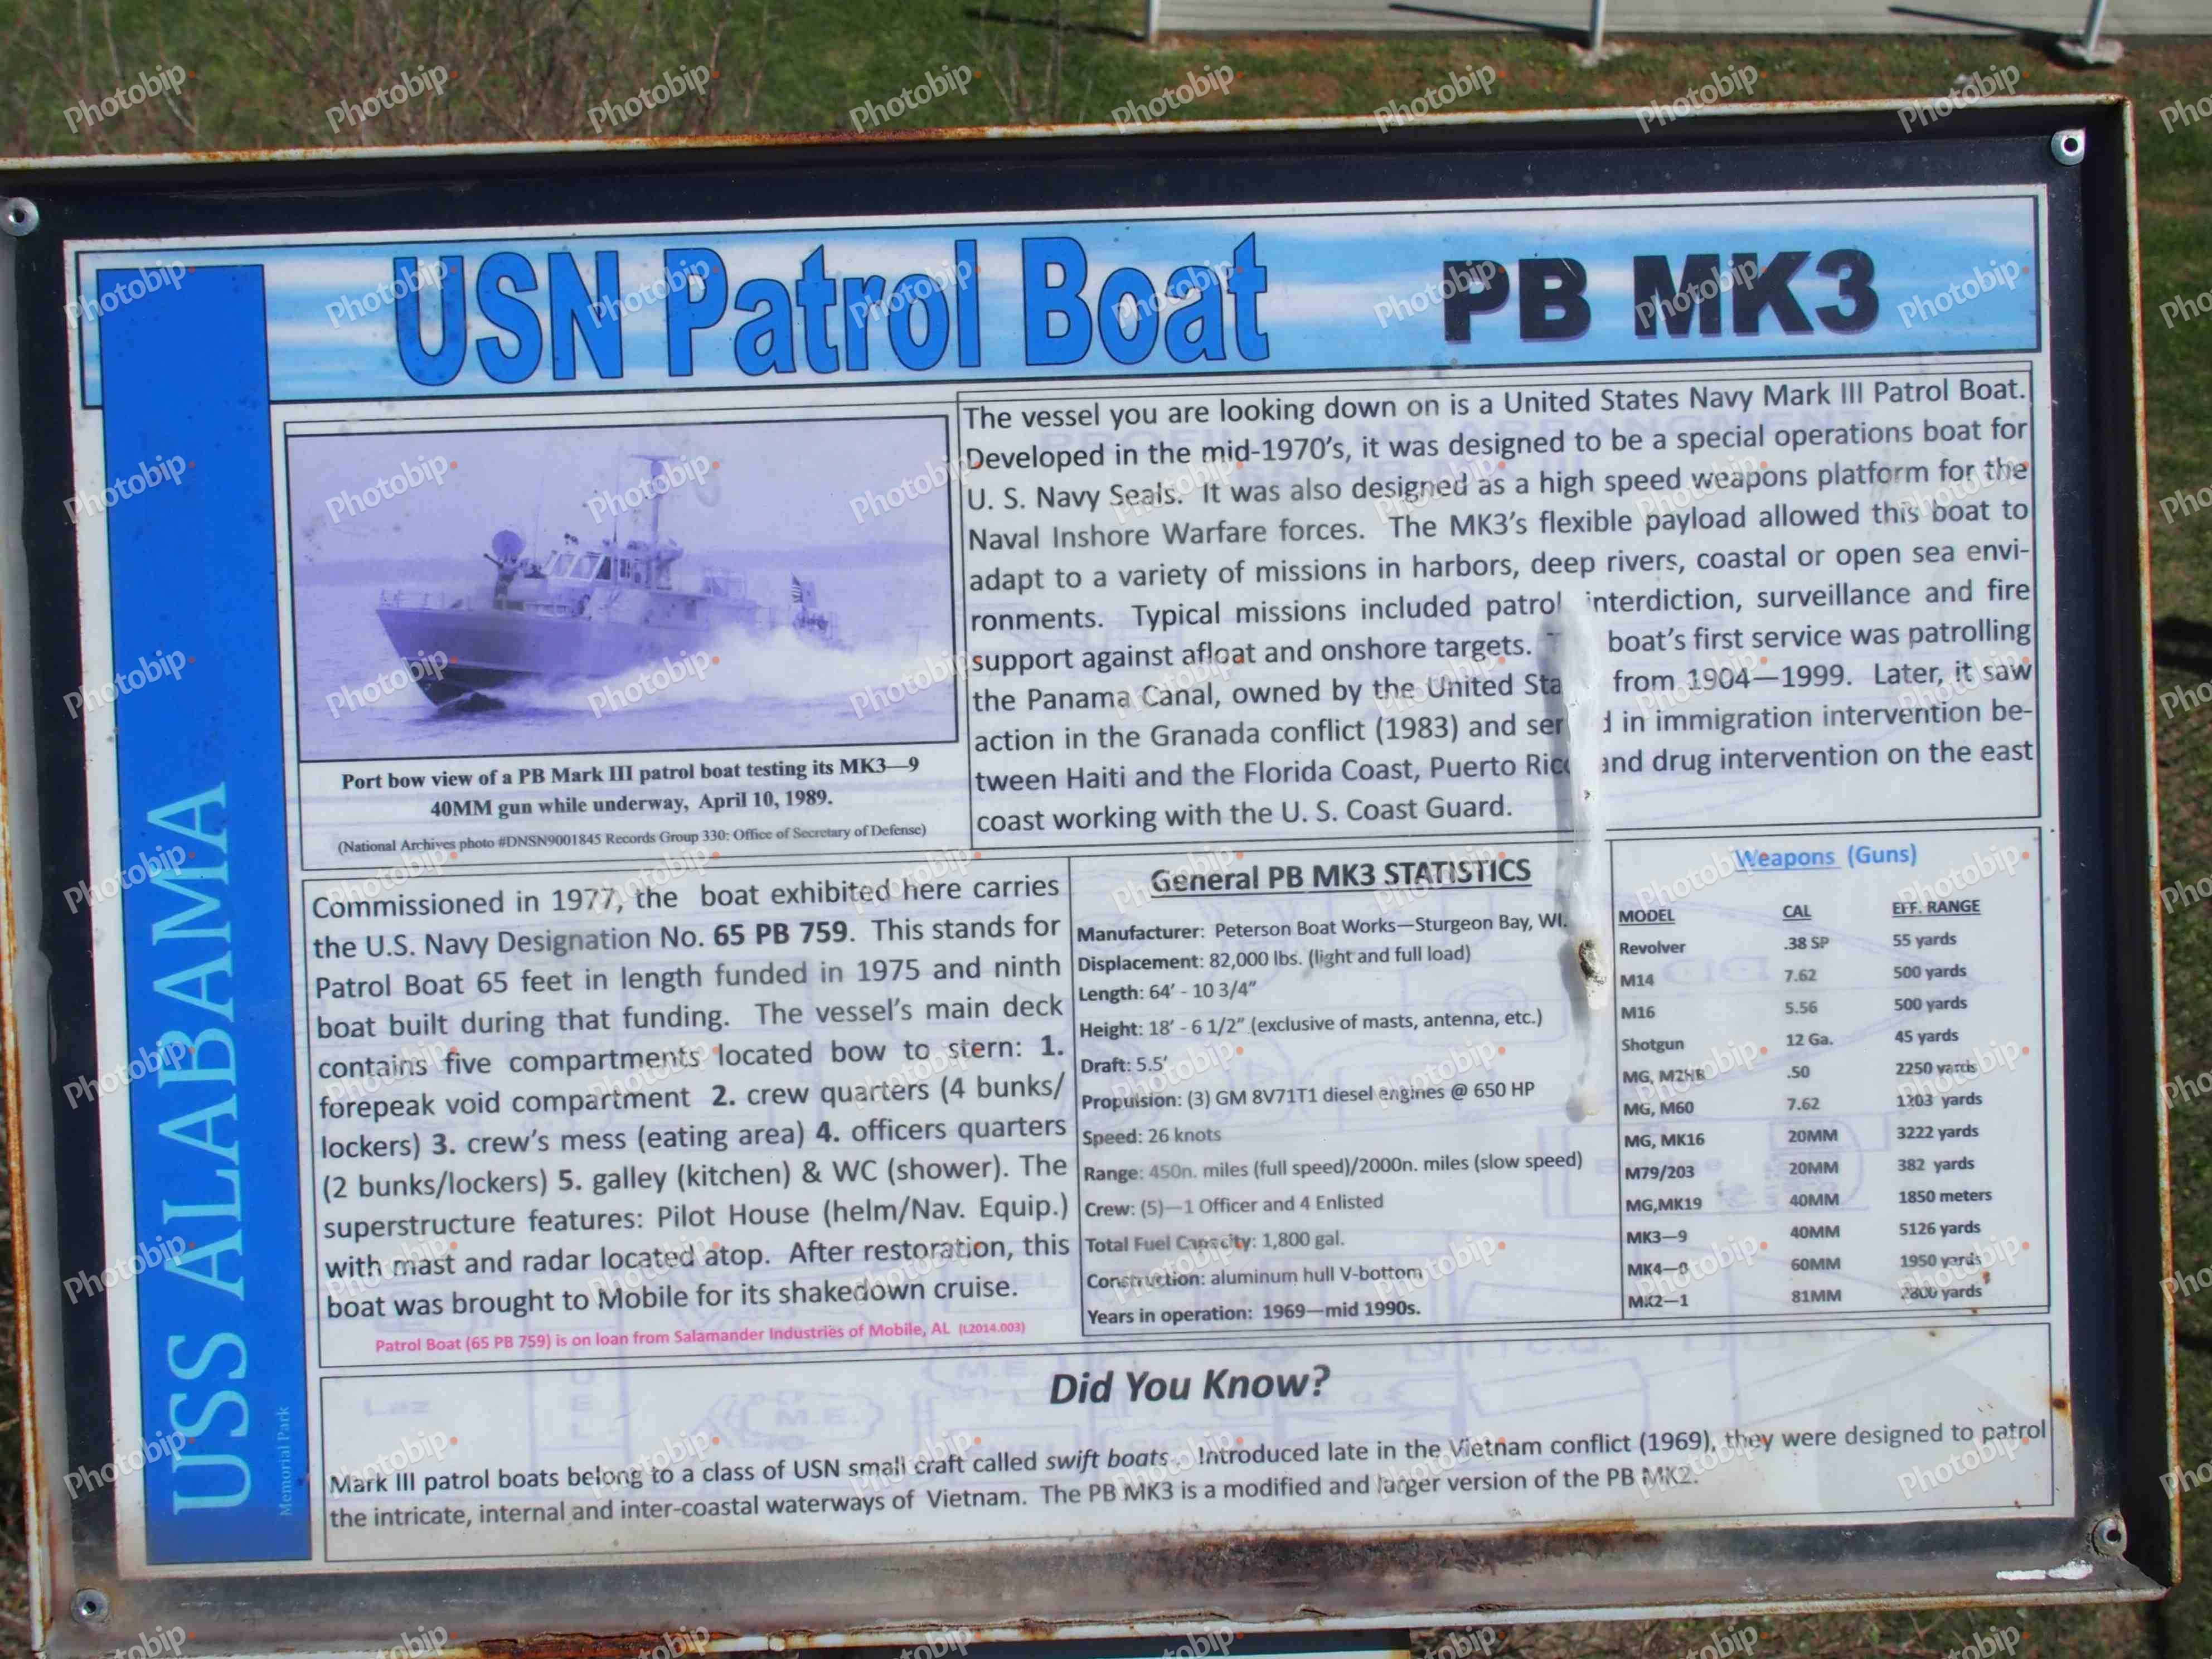 USN Patrol Boat PB MK3
The vessel you are looking down on is a United States Navy Mark III Patrol Boat.
Developed in the mid-1970's, it was designed to be a special operations boat for
U. S. Navy Seals. It was also designed as a high speed weapons platform for the
Naval Inshore Warfare forces. The MK3's flexible payload allowed this boat to
adapt to a variety of missions in harbors, deep rivers, coastal or open sea envi-
ronments. Typical missions included patrol interdiction, surveillance and fire
support against afloat and onshore targets. boat's first service was patrolling
the Panama Canal, owned by the United Sta from 1904—1999. Later, it saw
action in the Granada conflict (1983) and ser d in immigration intervention be-
tween Haiti and the Florida Coast, Puerto Rico and drug intervention on the east
coast working with the U. S. Coast Guard.
Port bow view of a PB Mark III patrol boat testing its MK3—9
40MM gun while underway, April 10, 1989.
(National Archives photo #DNSN9001845 Records Group 330: Office of Secretary of Defense)
Commissioned in 1977, the boat exhibited here carries
the U.S. Navy Designation No. 65 PB 759. This stands for
Patrol Boat 65 feet in length funded in 1975 and ninth
boat built during that funding. The vessel's main deck
contains five compartments located bow to stern: 1.
forepeak void compartment 2. crew quarters (4 bunks/
lockers) 3. crew's mess (eating area) 4. officers quarters
(2 bunks/lockers) 5. galley (kitchen) & WC (shower). The
superstructure features: Pilot House (helm/Nav. Equip.)
with mast and radar located atop. After restoration, this
boat was brought to Mobile for its shakedown cruise.
Patrol Boat (65 PB 759) is on loan from Salamander Industries of Mobile, AL (L2014.003)
General PB MK3 STATISTICS
Manufacturer: Peterson Boat Works—Sturgeon Bay, WI.
Displacement: 82,000 lbs. (light and full load)
Length: 64' - 10 3/4"
Height: 18' - 6 1/2" (exclusive of masts, antenna, etc.)
Draft: 5.5'
Propulsion: (3) GM 8V71T1 diesel engines @ 650 HP
Speed: 26 knots
Range: 450n. miles (full speed)/2000n. miles (slow speed)
Crew: (5)—1 Officer and 4 Enlisted
Total Fuel Capacity: 1,800 gal.
Construction: aluminum hull V-bottom
Years in operation: 1969—mid 1990s.
Weapons (Guns)
MODEL CAL EFF. RANGE
Revolver .38 SP 55 yards
M14 7.62 500 yards
M16 5.56 500 yards
Shotgun 12 Ga. 45 yards
MG, M2HB .50 2250 yards
MG, M60 7.62 1203 yards
MG, MK16 20MM 3222 yards
M79/203 20MM 382 yards
MG,MK19 40MM 1850 meters
MK3—9 40MM 5126 yards
60MM 1950 yards
MK2—1 81MM yards
Did You Know?
Mark III patrol boats belong to a class of USN small craft called swift boats. Introduced late in the Vietnam conflict (1969), they were designed to patrol
the intricate, internal and inter-coastal waterways of Vietnam. The PB MK3 is a modified and larger version of the PB MK2.
USS ALABAMA
Memorial Park
Photobip